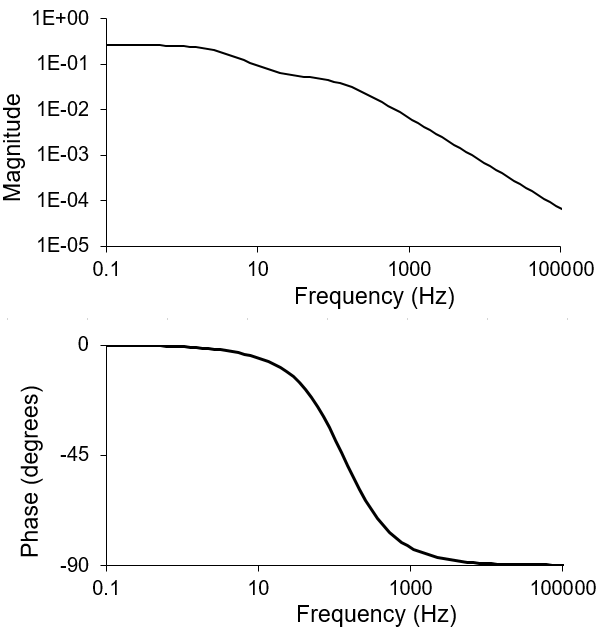 1E+00
1E-01
1E-02
1E-03
1E-04
1E-05
Magnitude
0.1 10 1000 100000
Frequency (Hz)
0
-45
-90
Phase (degrees)
0.1 10 1000 100000
Frequency (Hz)